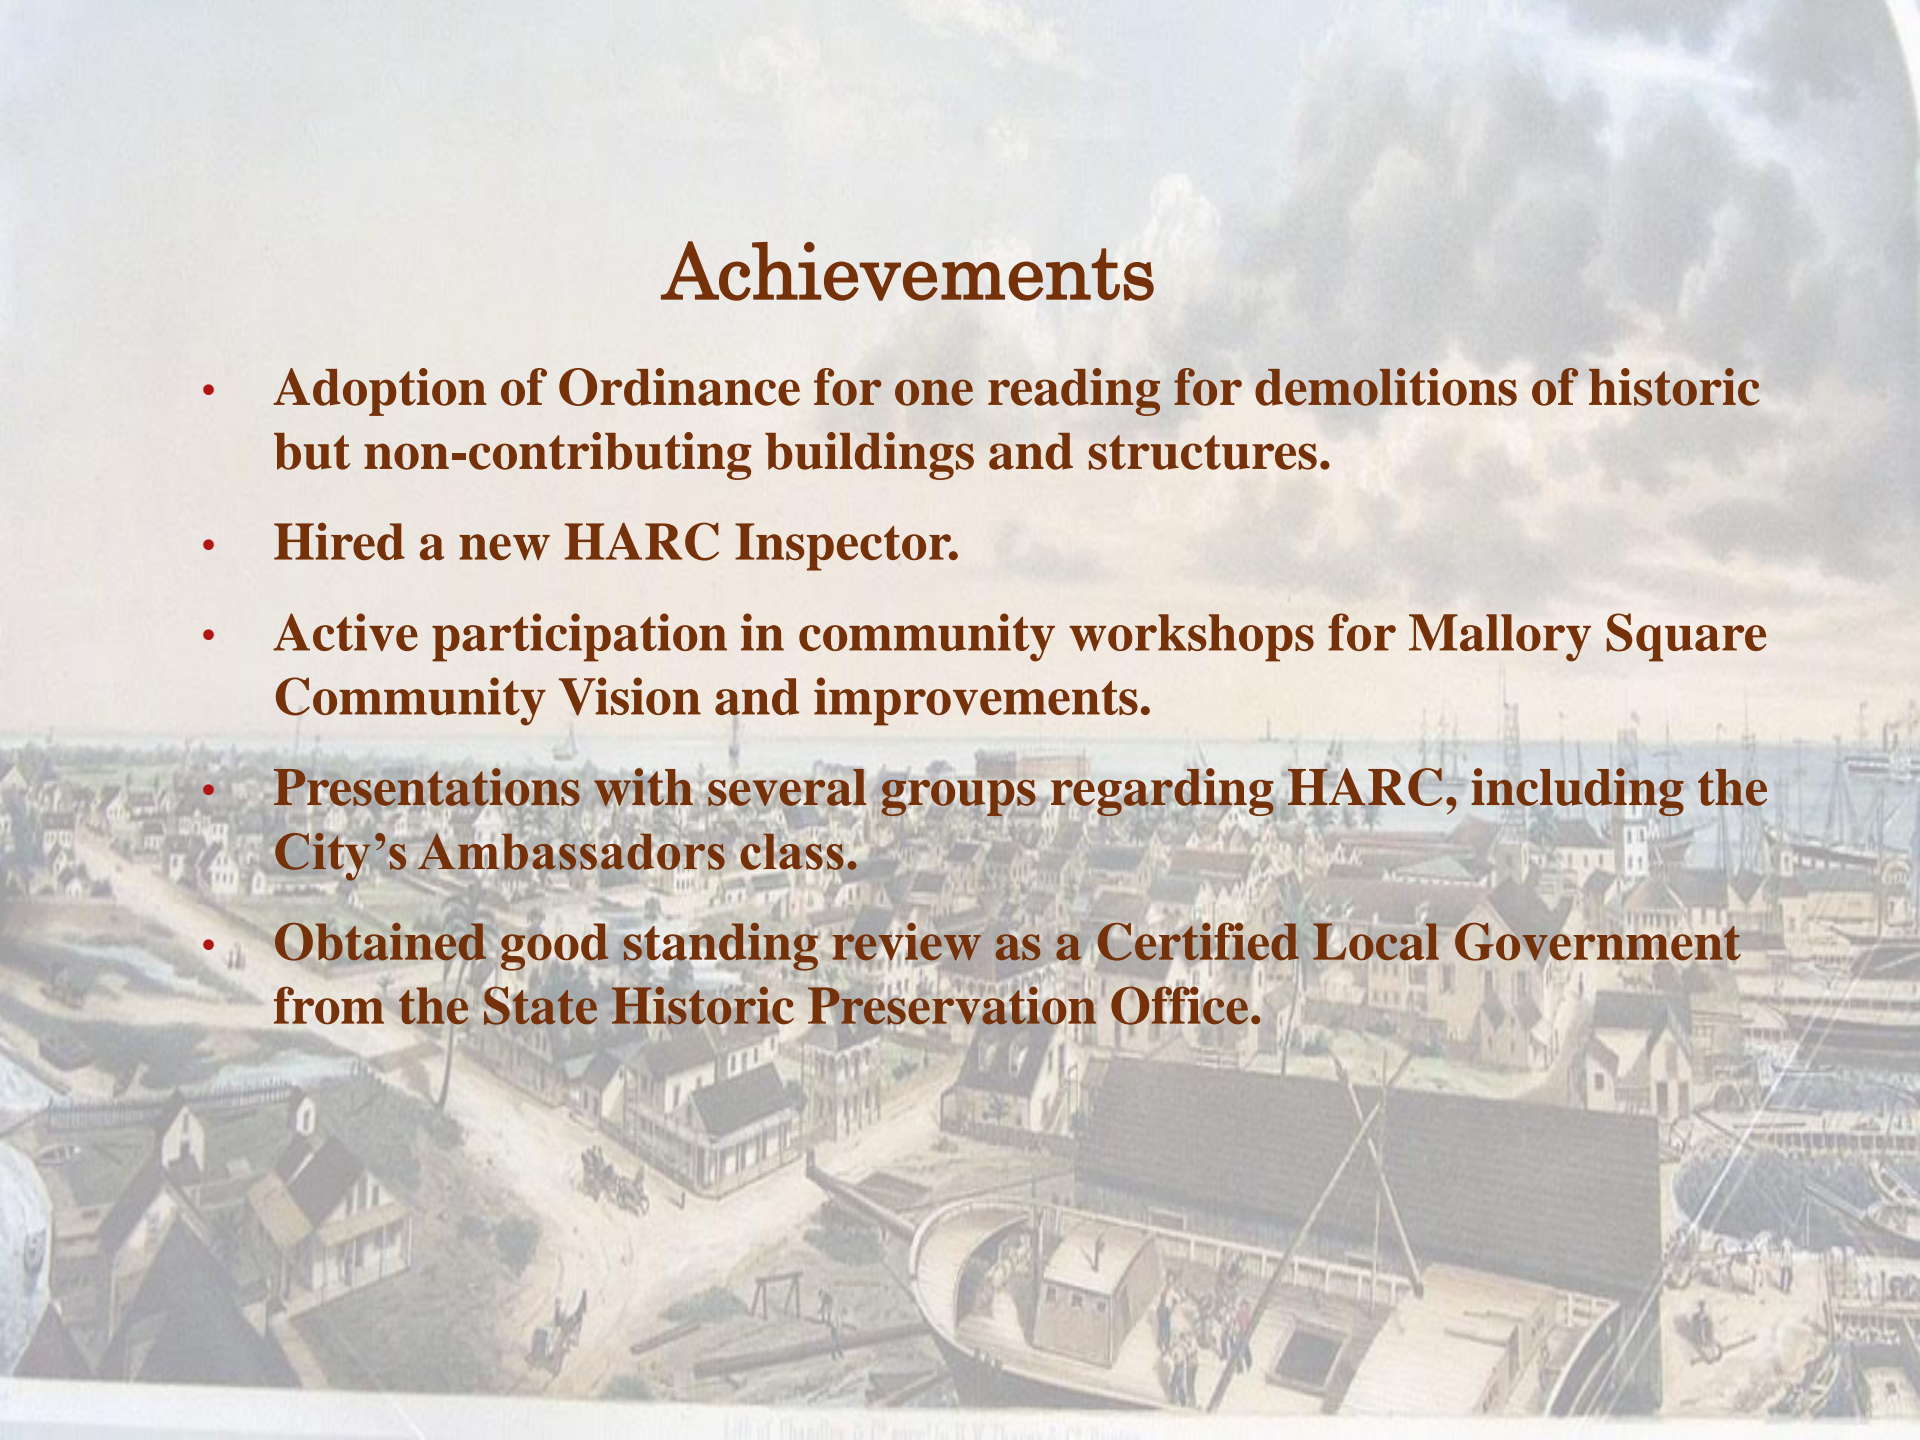 Achievements
• Adoption of Ordinance for one reading for demolitions of historic
but non-contributing buildings and structures.
• Hired a new HARC Inspector.
• Active participation in community workshops for Mallory Square
Community Vision and improvements.
• Presentations with several groups regarding HARC, including the
City’s Ambassadors class.
• Obtained good standing review as a Certified Local Government
from the State Historic Preservation Office.